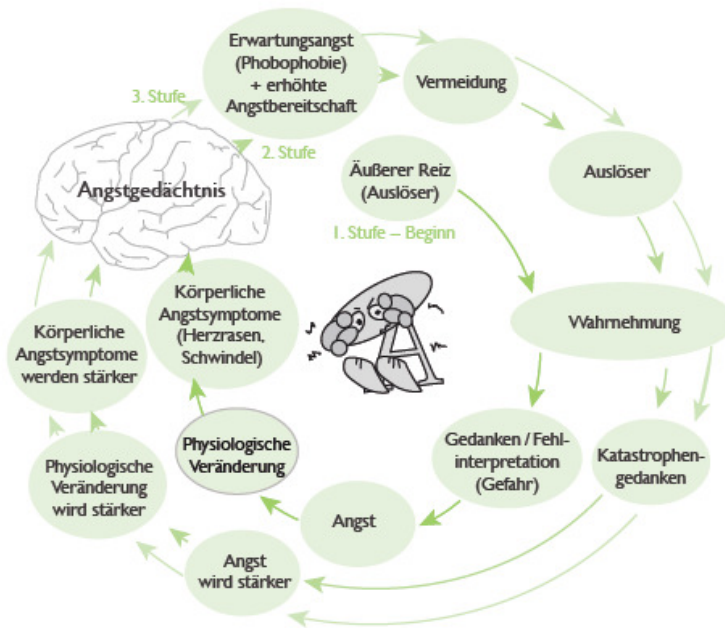 Erwartungsangst
(Phobophobie)
+ erhöhte
Angstbereitschaft
Vermeidung
3. Stufe
2. Stufe
Angstgedächtnis
Äußerer Reiz
(Auslöser)
1. Stufe – Beginn
Auslöser
Körperliche
Angstsymptome
(Herzrasen,
Schwindel)
Wahrnehmung
Körperliche
Angstsymptome
werden stärker
Physiologische
Veränderung
Gedanken / Fehl-
interpretation
(Gefahr)
Katastrophen-
gedanken
Physiologische
Veränderung
wird stärker
Angst
Angst
wird stärker